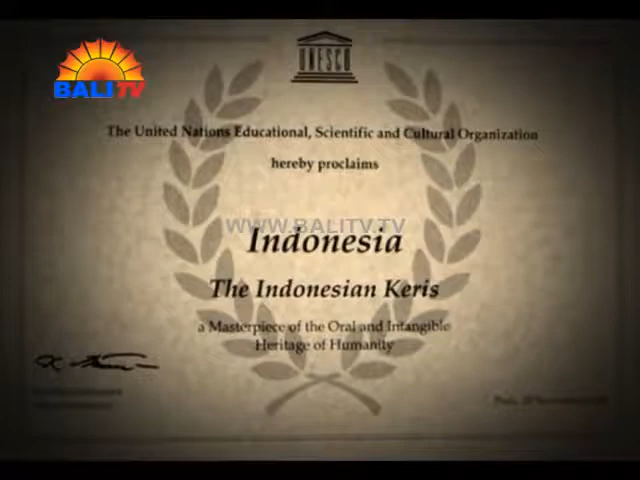 UNESCO
BALI TV
The United Nations Educational, Scientific and Cultural Organization
hereby proclaims
WWW.BALITV.TV
Indonesia
The Indonesian Keris
a Masterpiece of the Oral and Intangible
Heritage of Humanity